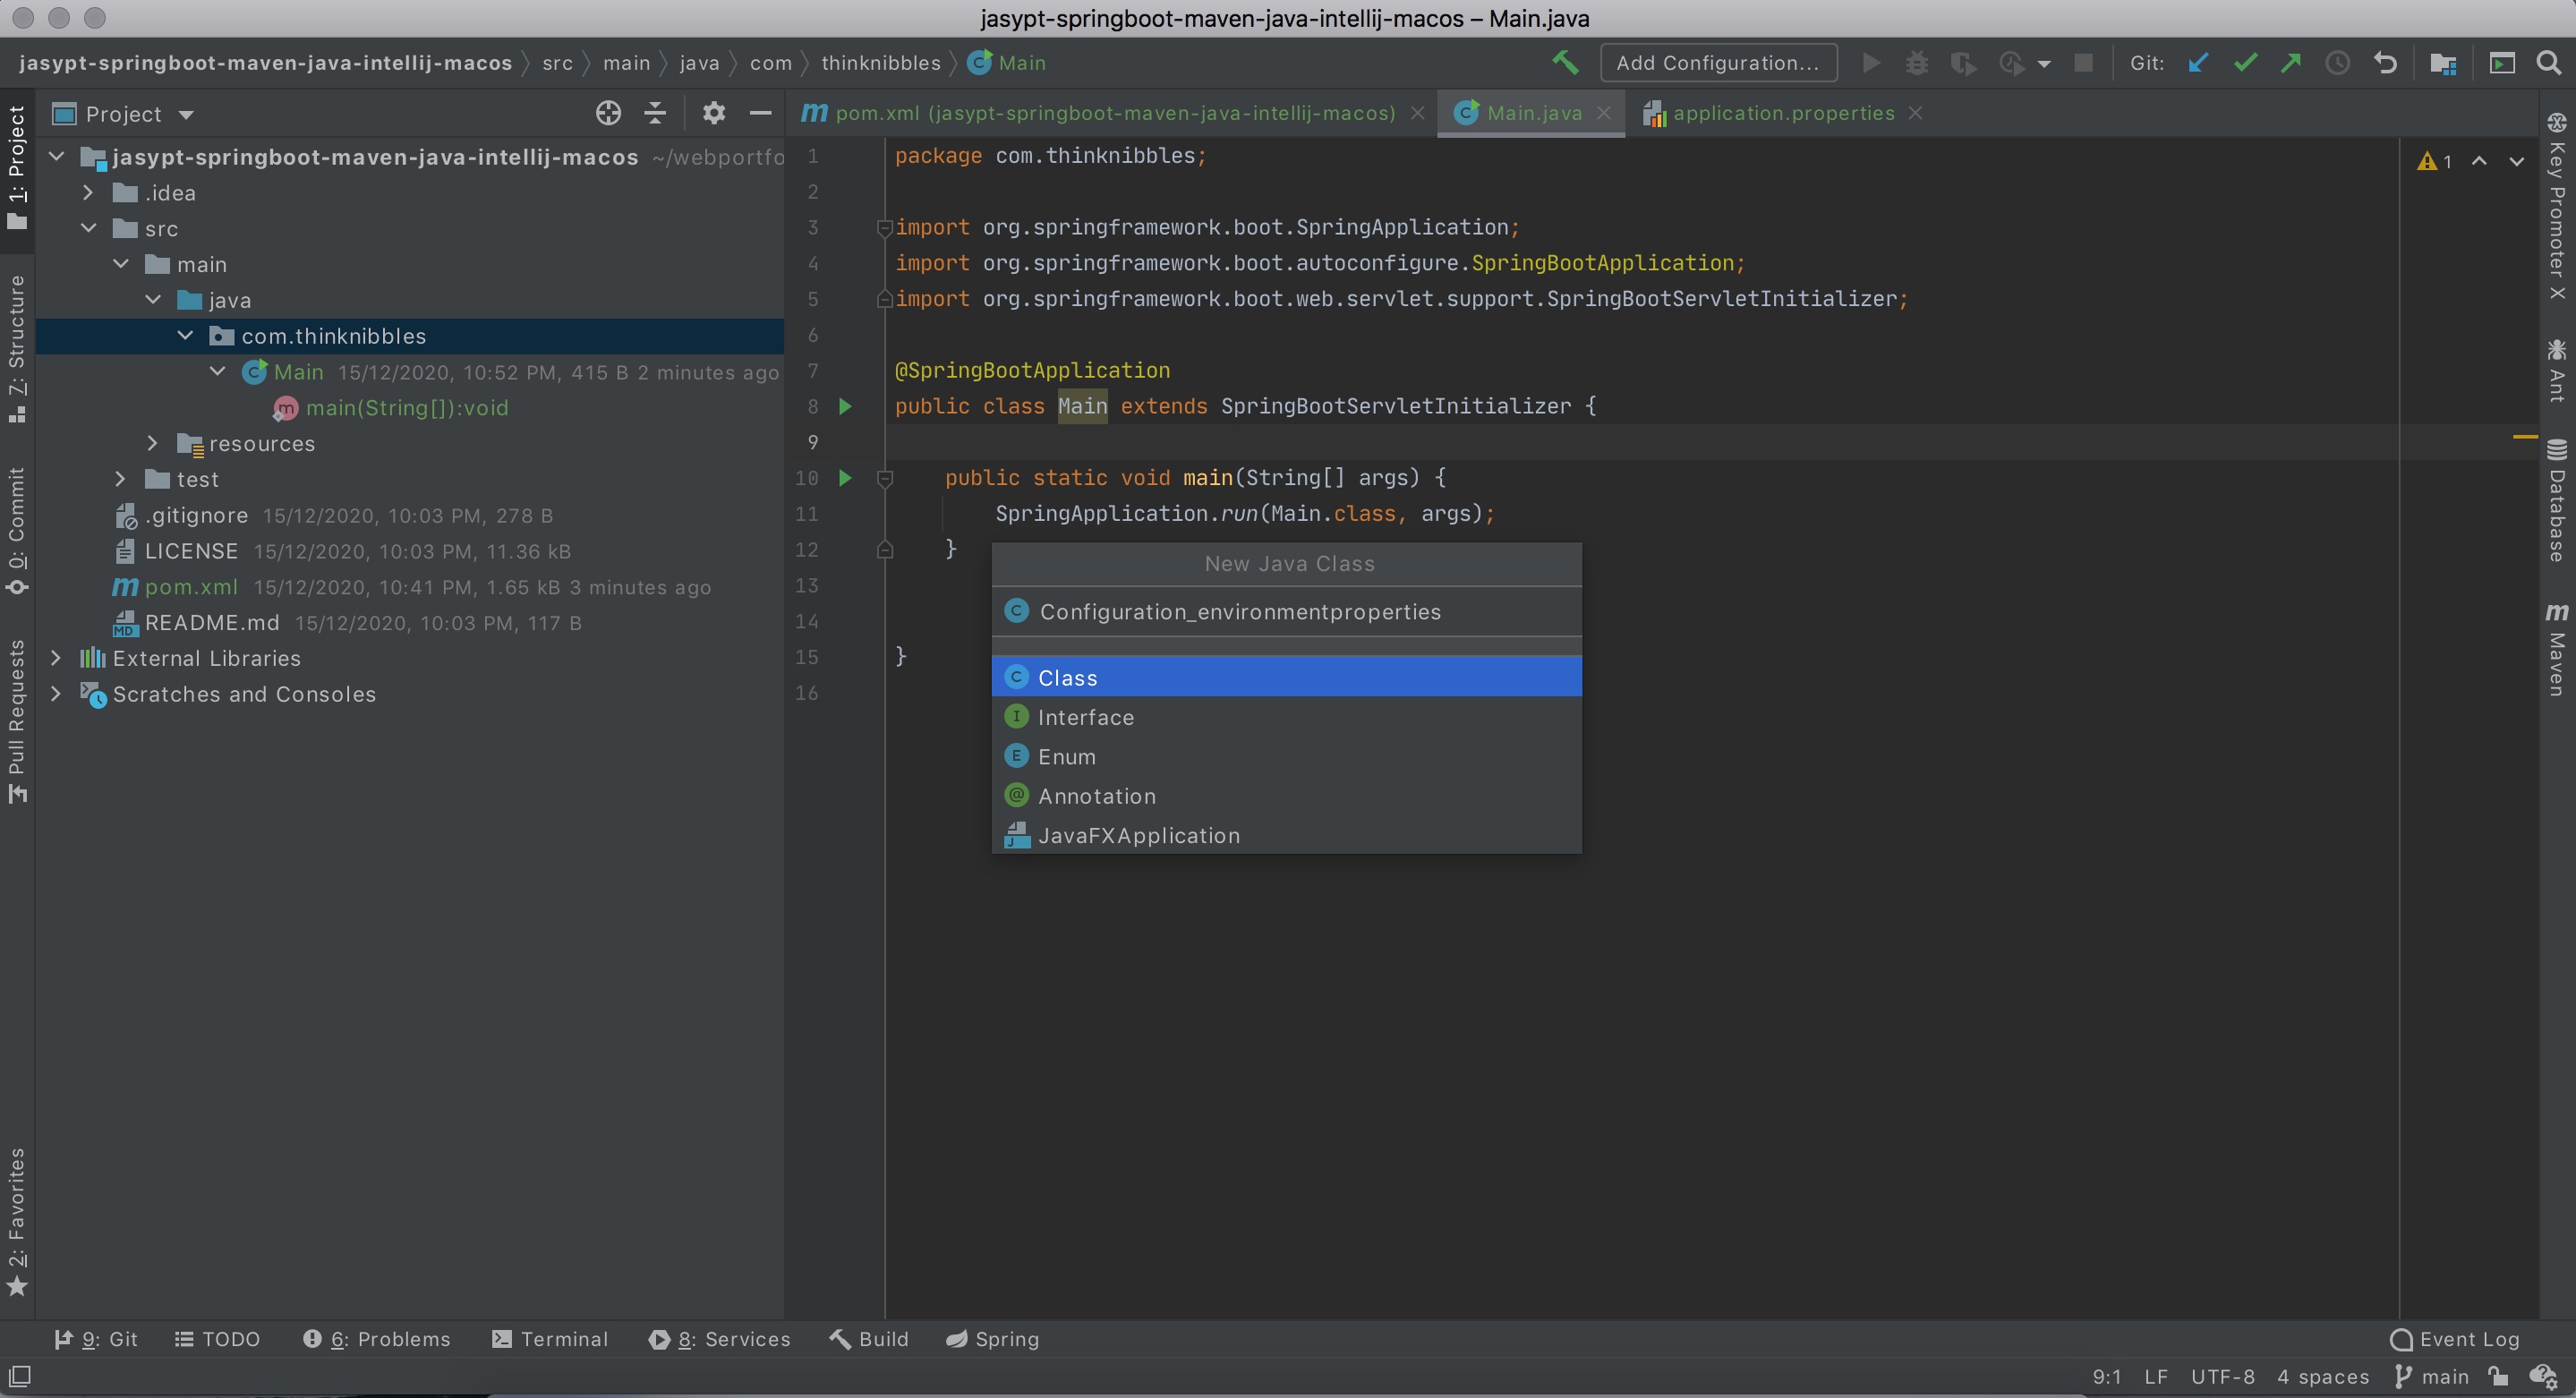 jasypt-springboot-maven-java-intellij-macos – Main.java
jasypt-springboot-maven-java-intellij-macos src main java com thinknibbles Main
Add Configuration...
Git:
Project
pom.xml (jasypt-springboot-maven-java-intellij-macos)
Main.java
application.properties
1: Project
Z: Structure
0: Commit
Pull Requests
2: Favorites
jasypt-springboot-maven-java-intellij-macos ~/webportfo
.idea
src
main
java
com.thinknibbles
Main 15/12/2020, 10:52 PM, 415 B 2 minutes ago
main(String[]):void
resources
test
.gitignore 15/12/2020, 10:03 PM, 278 B
LICENSE 15/12/2020, 10:03 PM, 11.36 kB
pom.xml 15/12/2020, 10:41 PM, 1.65 kB 3 minutes ago
README.md 15/12/2020, 10:03 PM, 117 B
External Libraries
Scratches and Consoles
1 package com.thinknibbles;
2
3 import org.springframework.boot.SpringApplication;
4 import org.springframework.boot.autoconfigure.SpringBootApplication;
5 import org.springframework.boot.web.servlet.support.SpringBootServletInitializer;
6
7 @SpringBootApplication
8 public class Main extends SpringBootServletInitializer {
9
10 public static void main(String[] args) {
11 SpringApplication.run(Main.class, args);
12 }
13
14
15 }
16
1
New Java Class
Configuration_environmentproperties
Class
Interface
Enum
Annotation
JavaFXApplication
Key Promoter X
Ant
Database
Maven
9: Git
TODO
6: Problems
Terminal
8: Services
Build
Spring
Event Log
9:1 LF UTF-8 4 spaces main